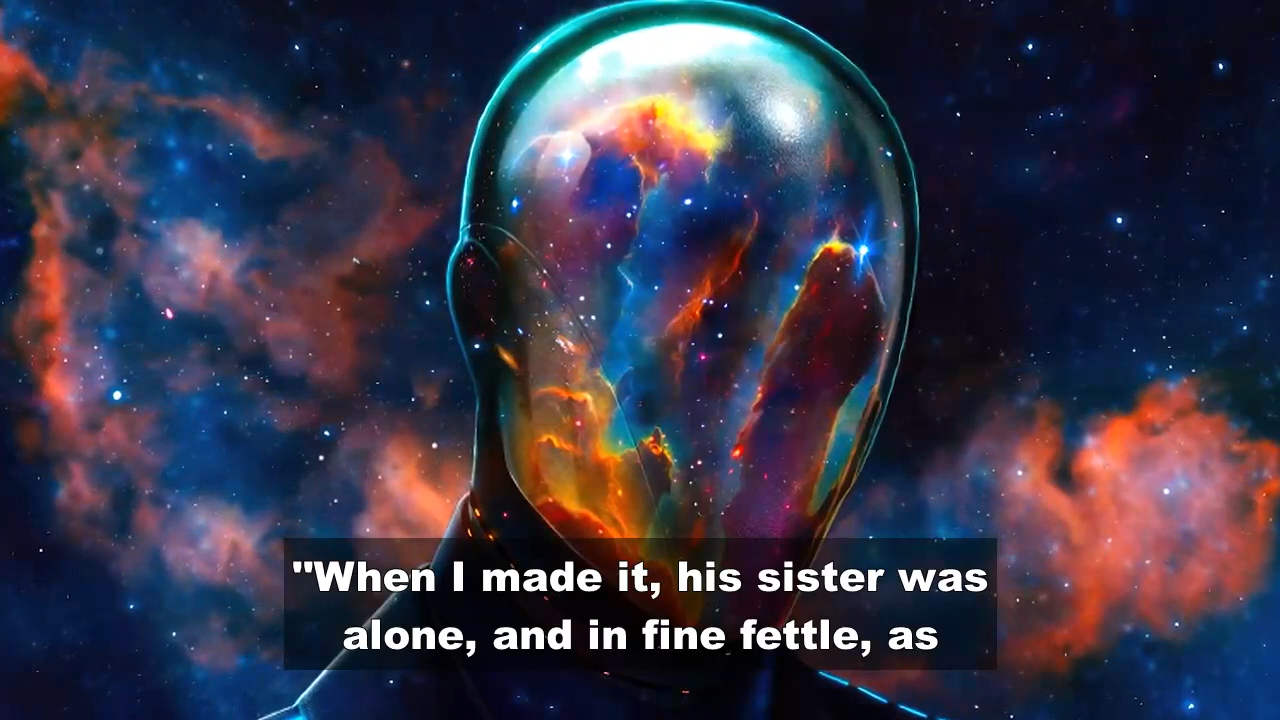 "When I made it, his sister was
alone, and in fine fettle, as